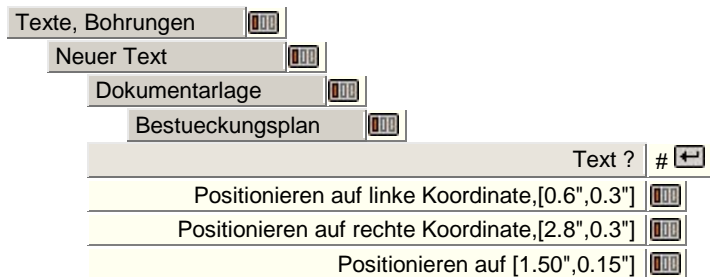 Texte, Bohrungen
Neuer Text
Dokumentarlage
Bestueckungsplan
Text ? #
Positionieren auf linke Koordinate,[0.6",0.3"]
Positionieren auf rechte Koordinate,[2.8",0.3"]
Positionieren auf [1.50",0.15"]